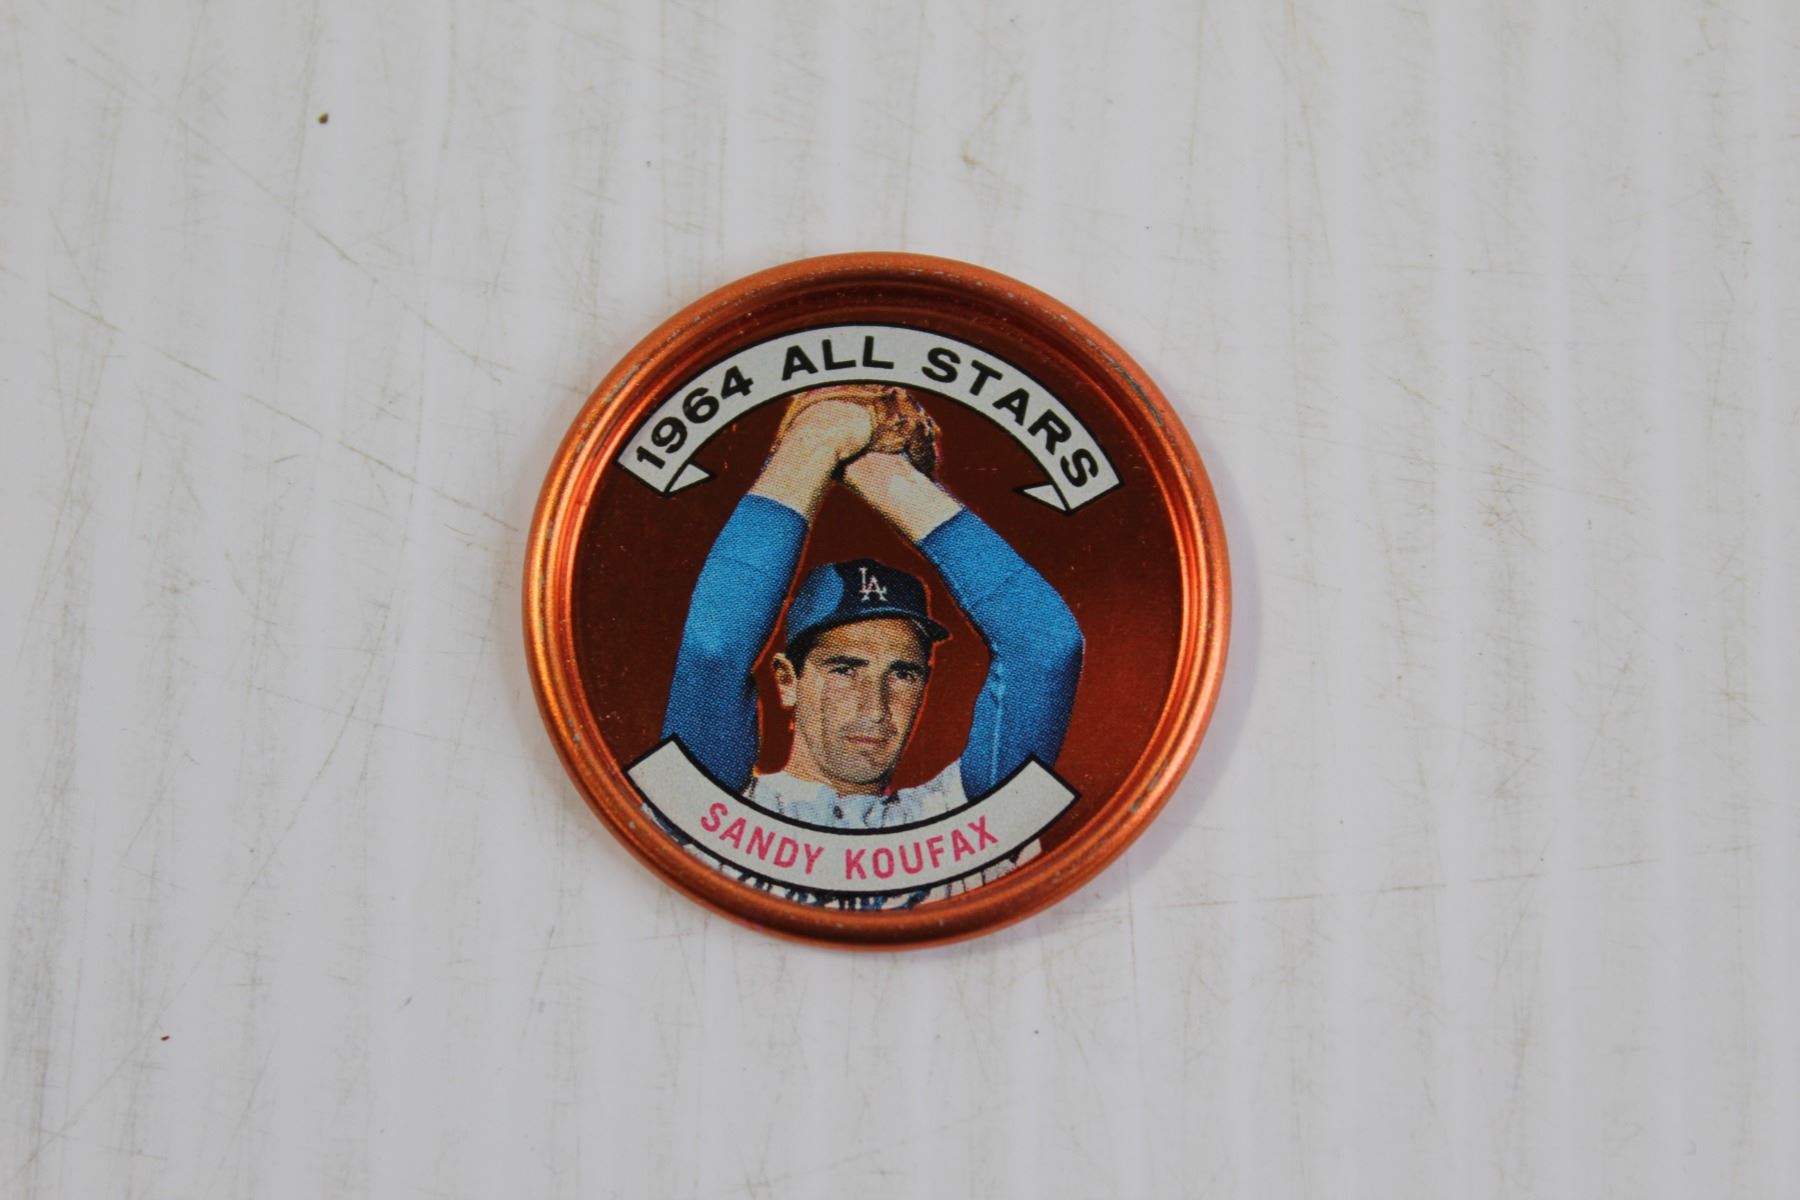 1964 ALL STARS
LA
SANDY KOUFAX